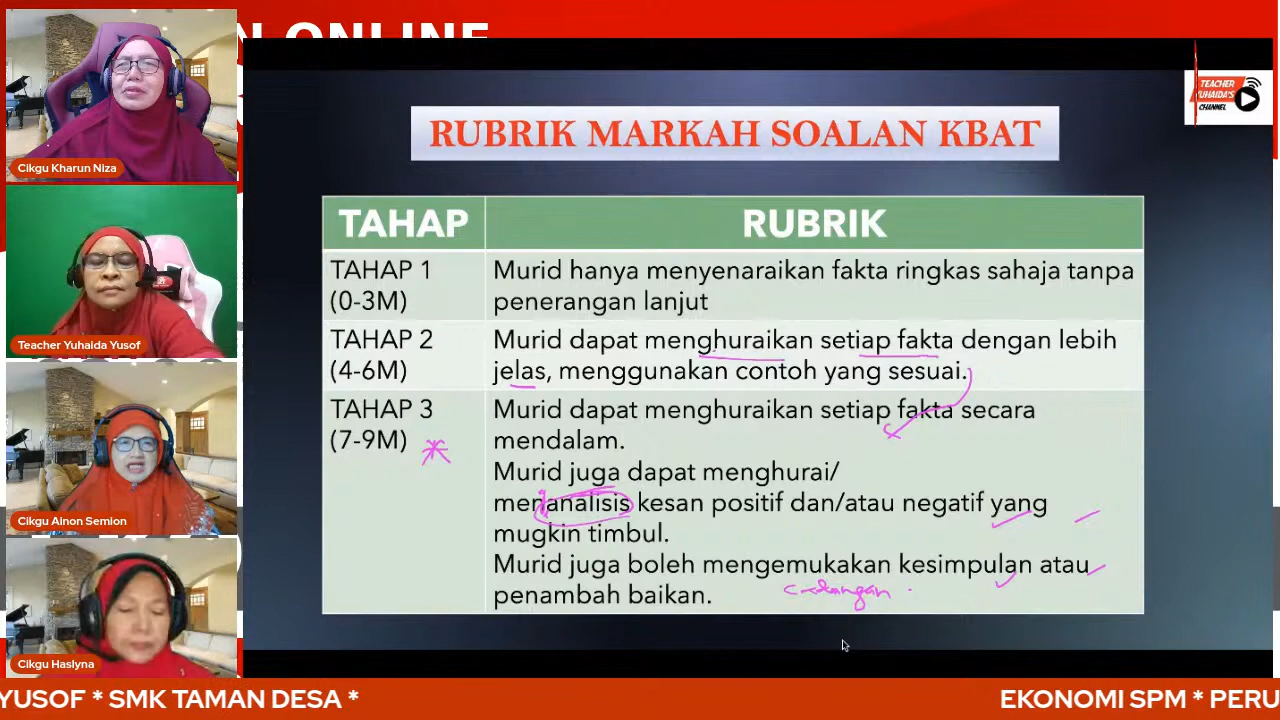 N ONLINE
Cikgu Kharun Niza
Teacher Yuhaida Yusof
Cikgu Ainon Semion
Cikgu Haslyna
TEACHER
YUHAIDA'S
CHANNEL
RUBRIK MARKAH SOALAN KBAT
TAHAP RUBRIK
TAHAP 1
(0-3M)
Murid hanya menyenaraikan fakta ringkas sahaja tanpa
penerangan lanjut
TAHAP 2
(4-6M)
Murid dapat menghuraikan setiap fakta dengan lebih
jelas, menggunakan contoh yang sesuai.
TAHAP 3
(7-9M)
Murid dapat menghuraikan setiap fakta secara
mendalam.
Murid juga dapat menghurai/
menganalisis kesan positif dan/atau negatif yang
mugkin timbul.
Murid juga boleh mengemukakan kesimpulan atau
penambah baikan.
YUSOF * SMK TAMAN DESA *
EKONOMI SPM * PERU